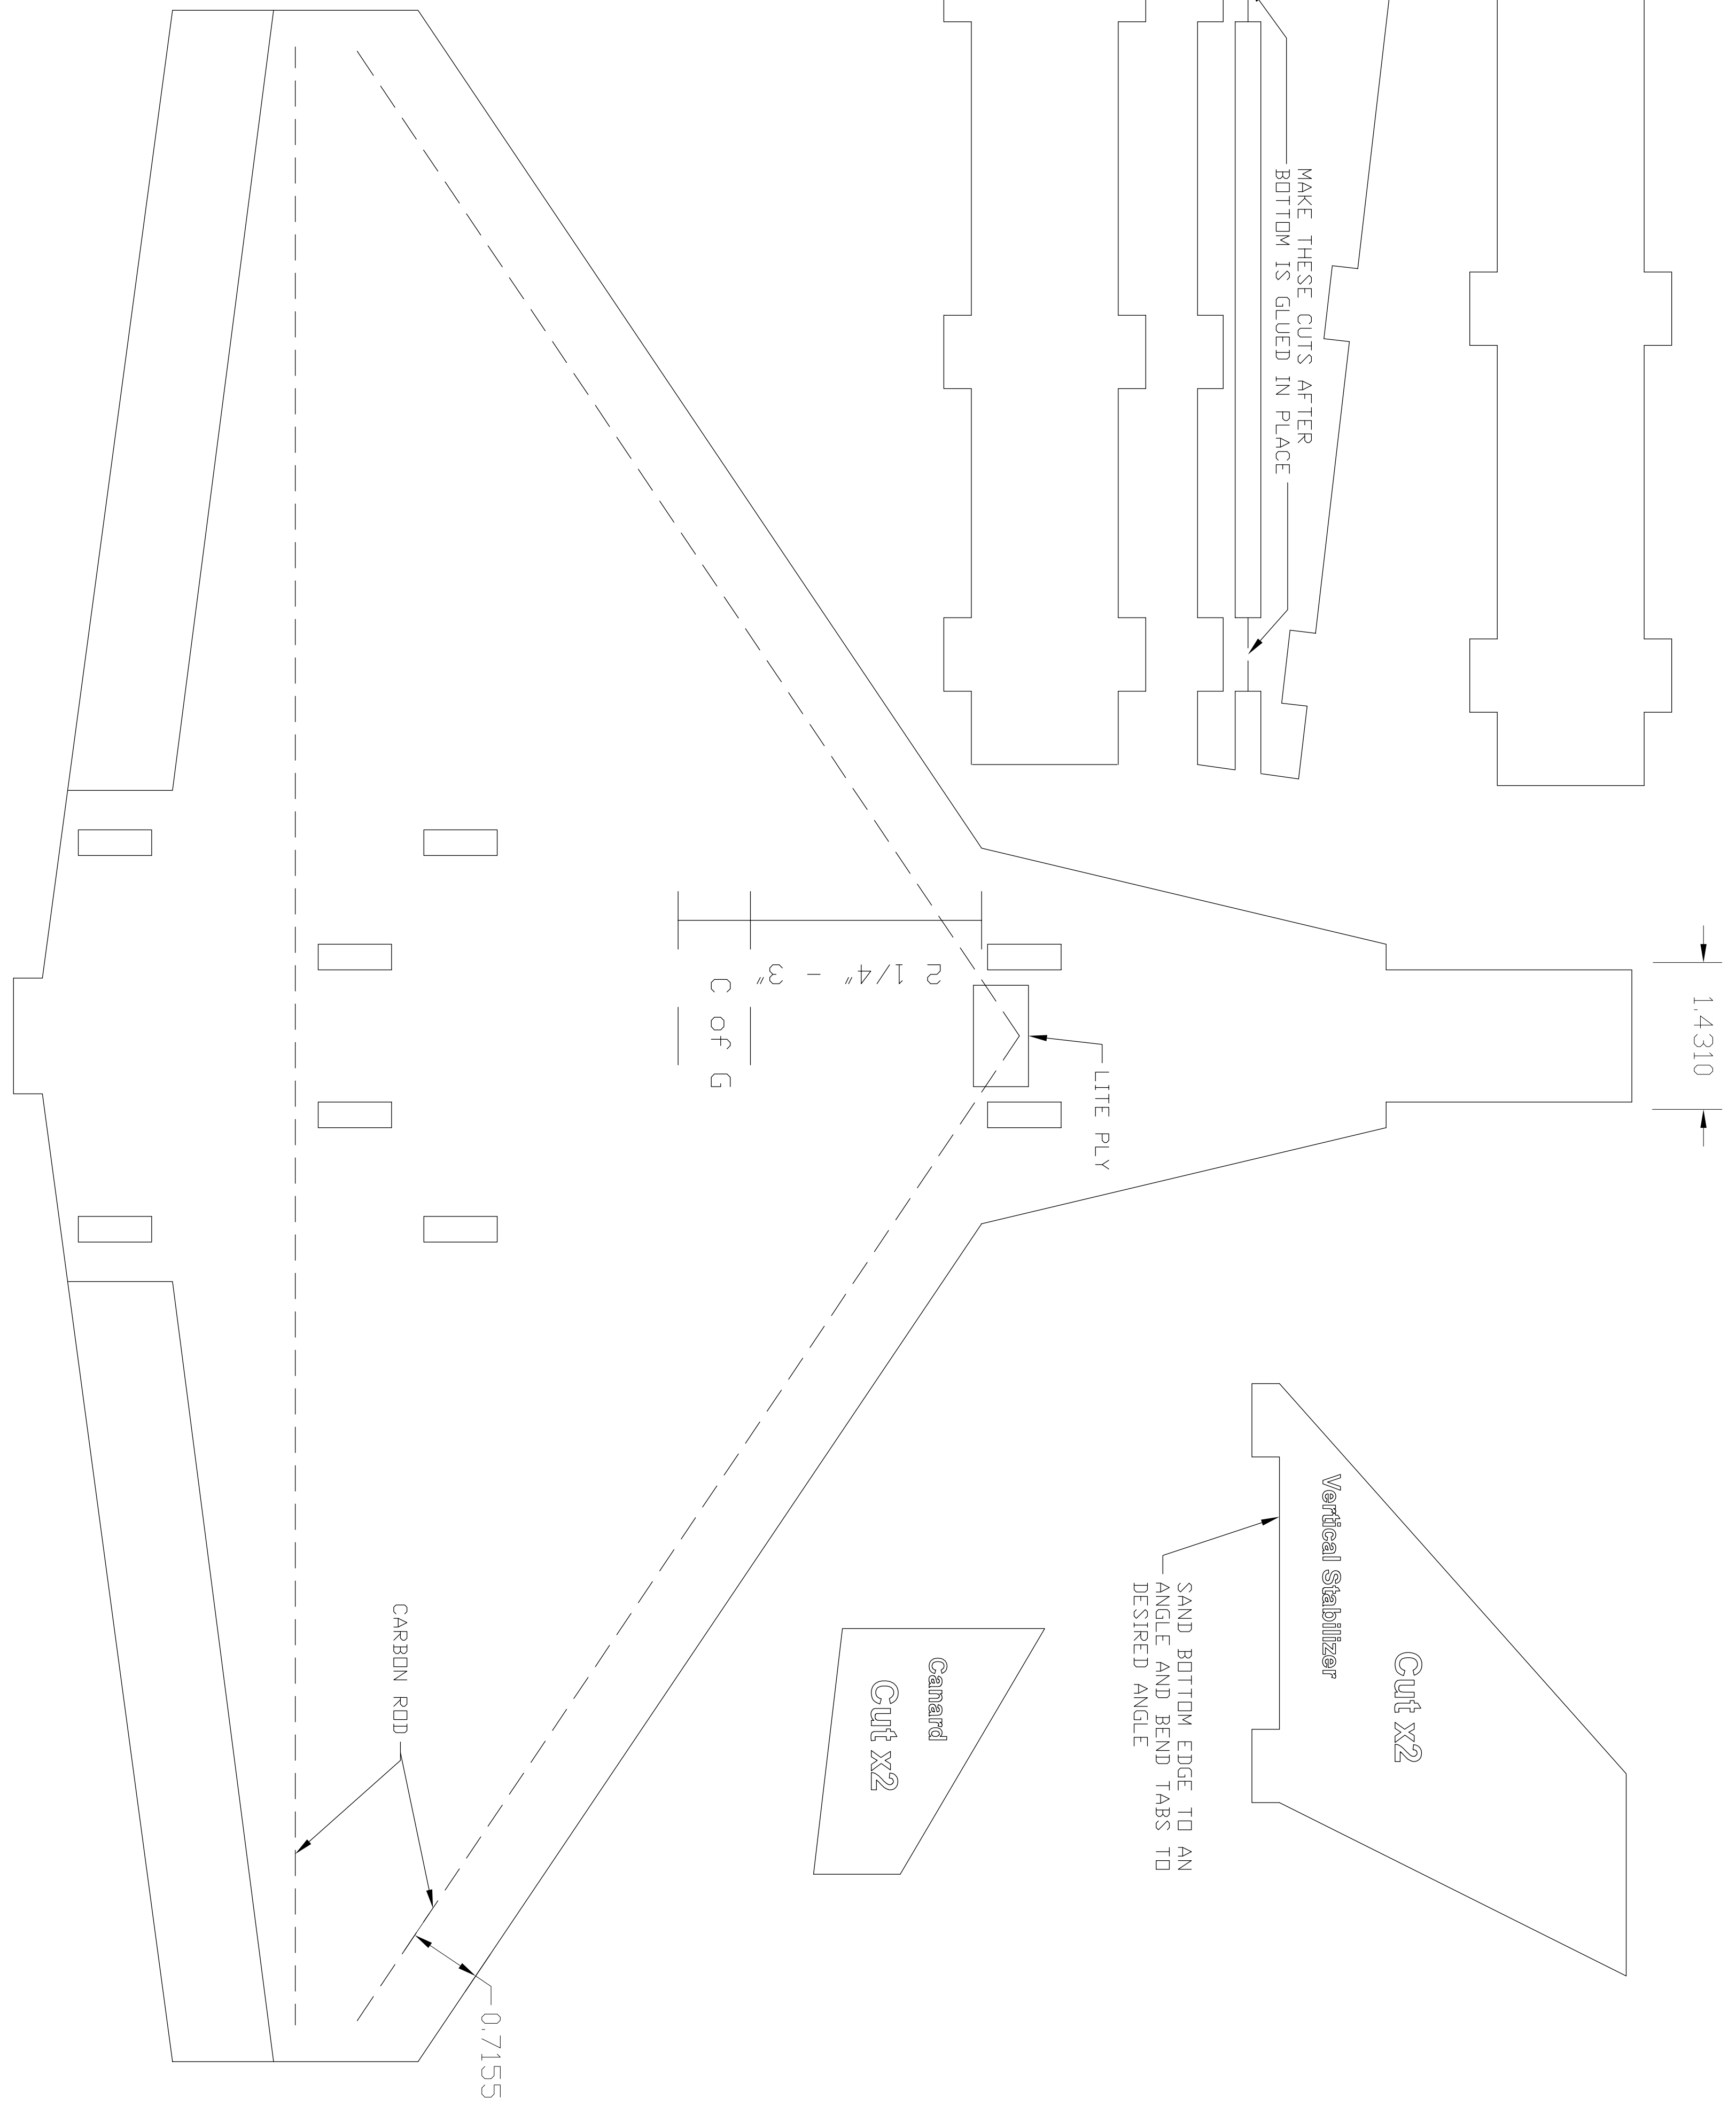 MAKE THESE CUTS AFTER
BOTTOM IS GLUED IN PLACE
1.4310
2 1/4" - 3"
C of G
LITE PLY
Cut x2
Vertical Stabilizer
SAND BOTTOM EDGE TO AN
ANGLE AND BEND TABS TO
DESIRED ANGLE
Canard
Cut x2
CARBON ROD
0.7155